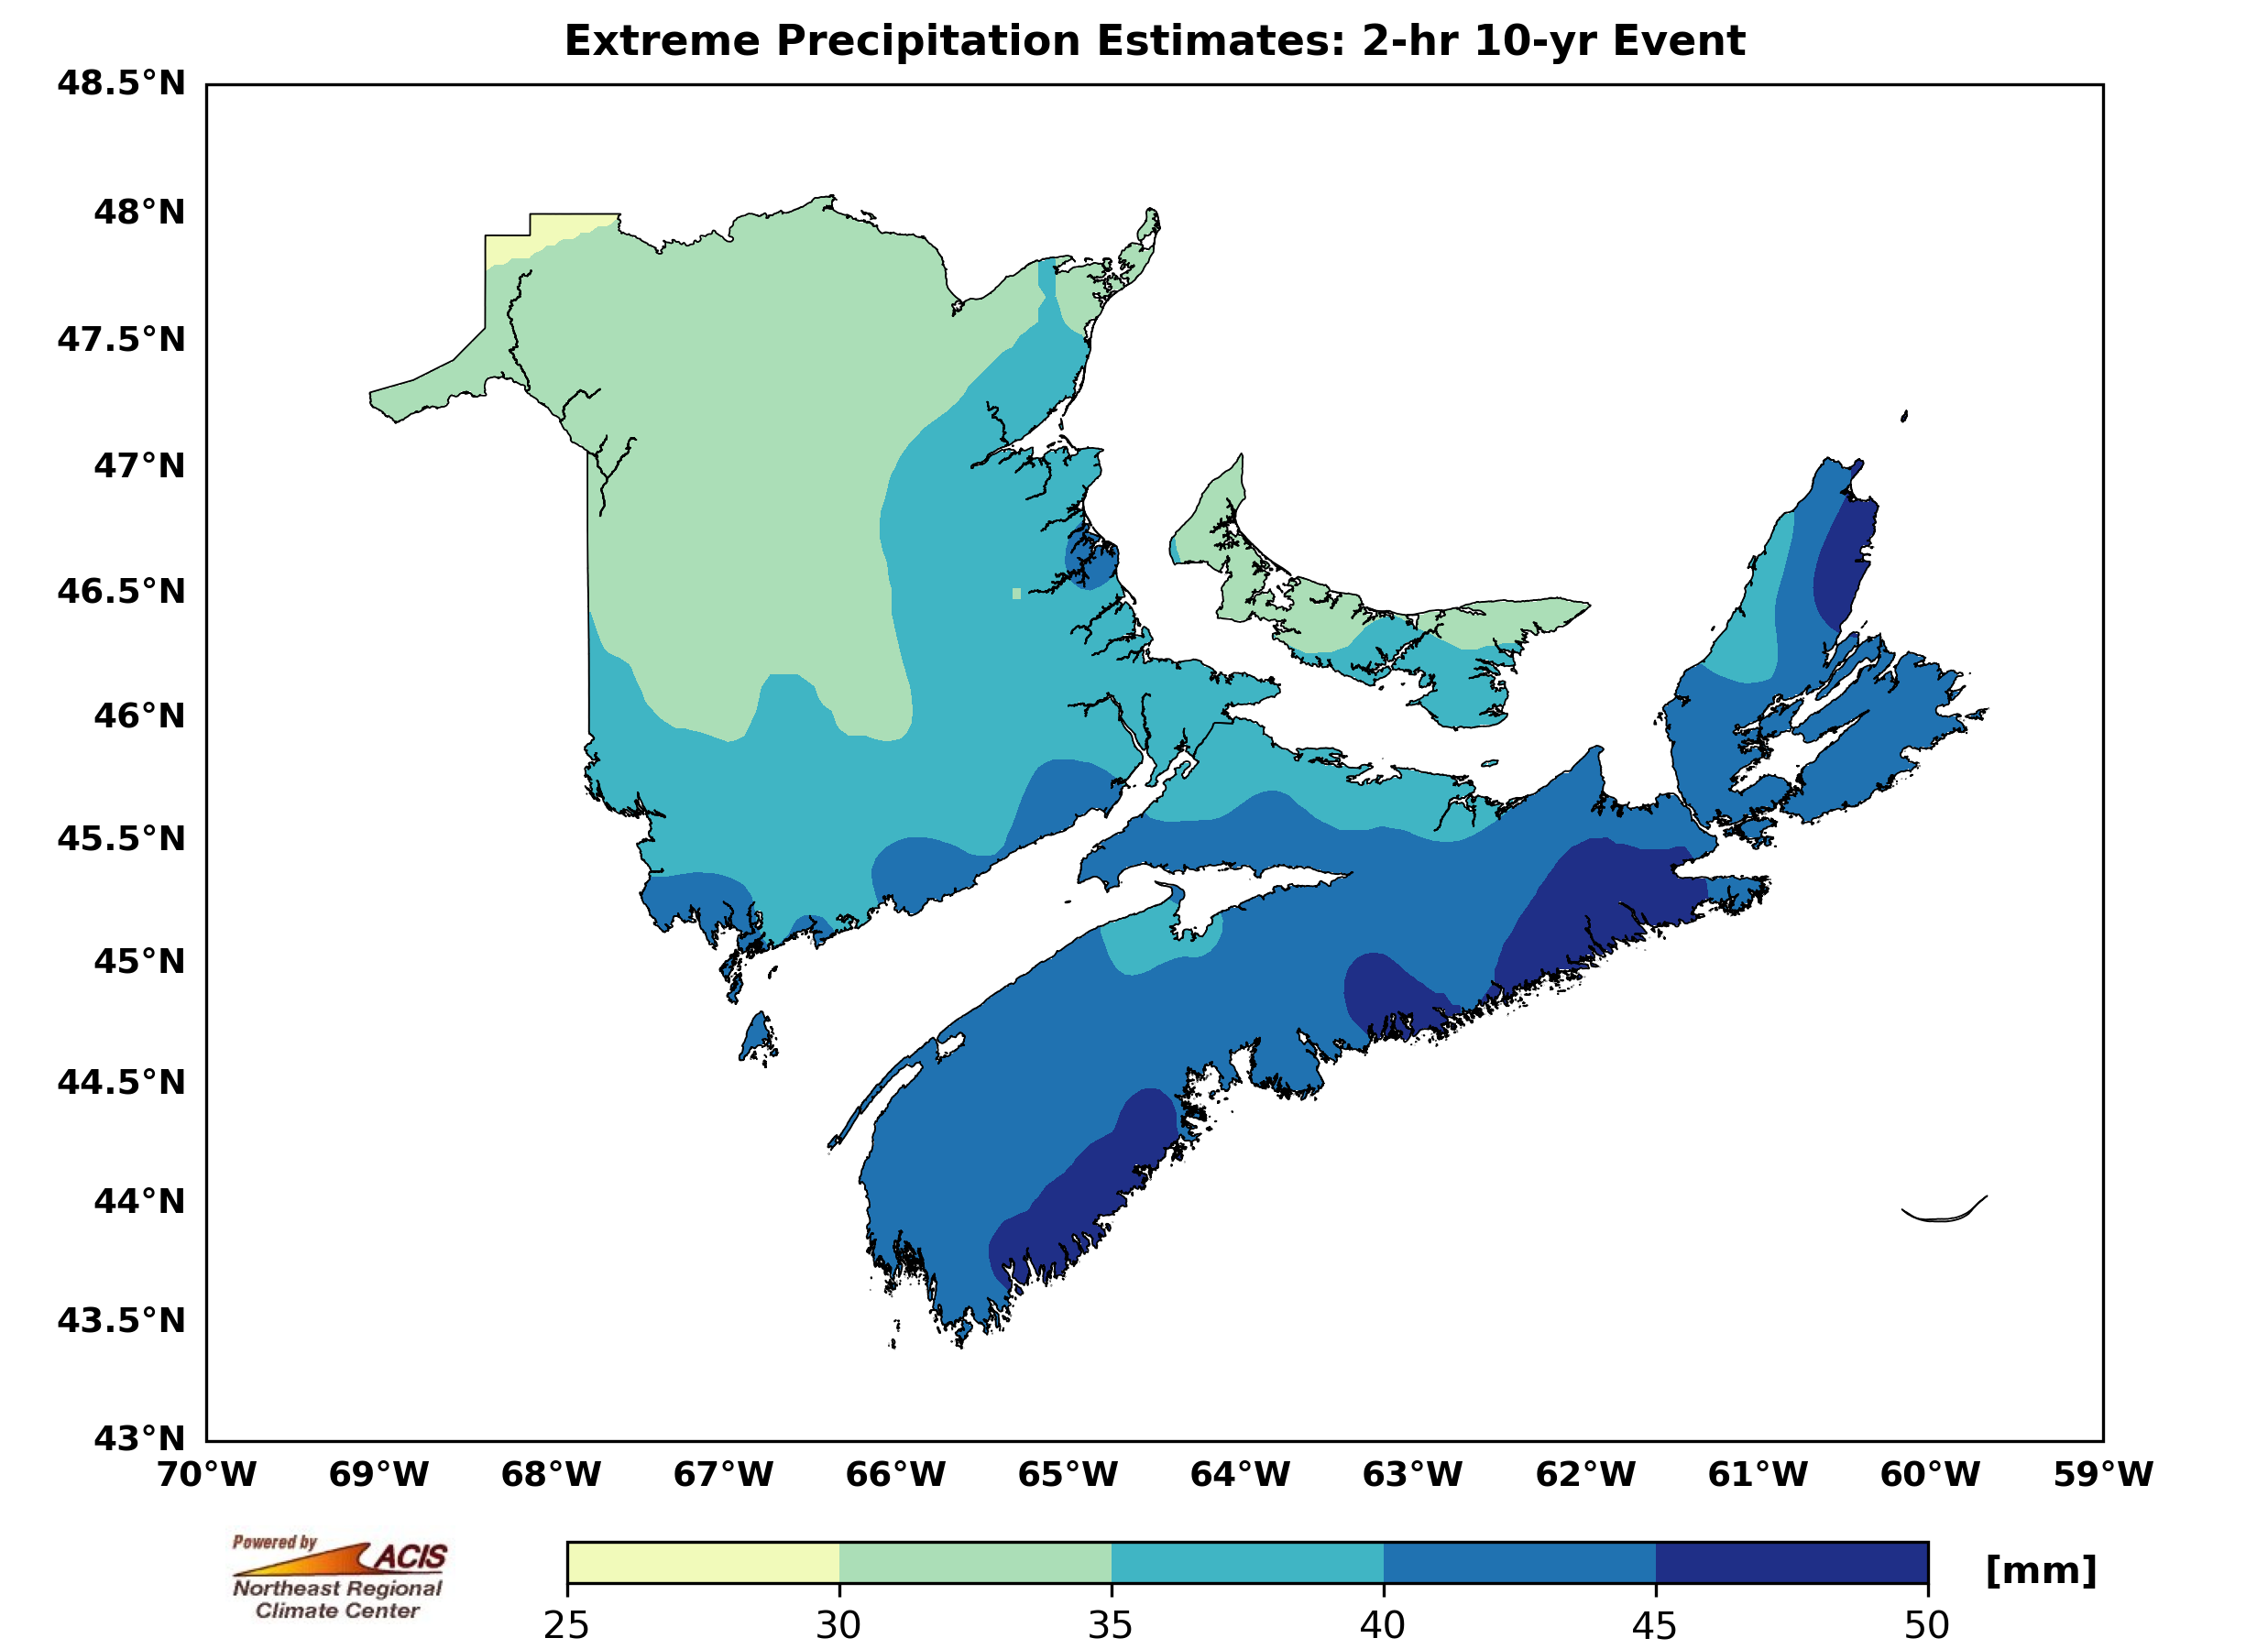 Extreme Precipitation Estimates: 2-hr 10-yr Event
48.5°N
48°N
47.5°N
47°N
46.5°N
46°N
45.5°N
45°N
44.5°N
44°N
43.5°N
43°N
70°W 69°W 68°W 67°W 66°W 65°W 64°W 63°W 62°W 61°W 60°W 59°W
Powered by
ACIS
Northeast Regional
Climate Center
[mm]
25 30 35 40 45 50